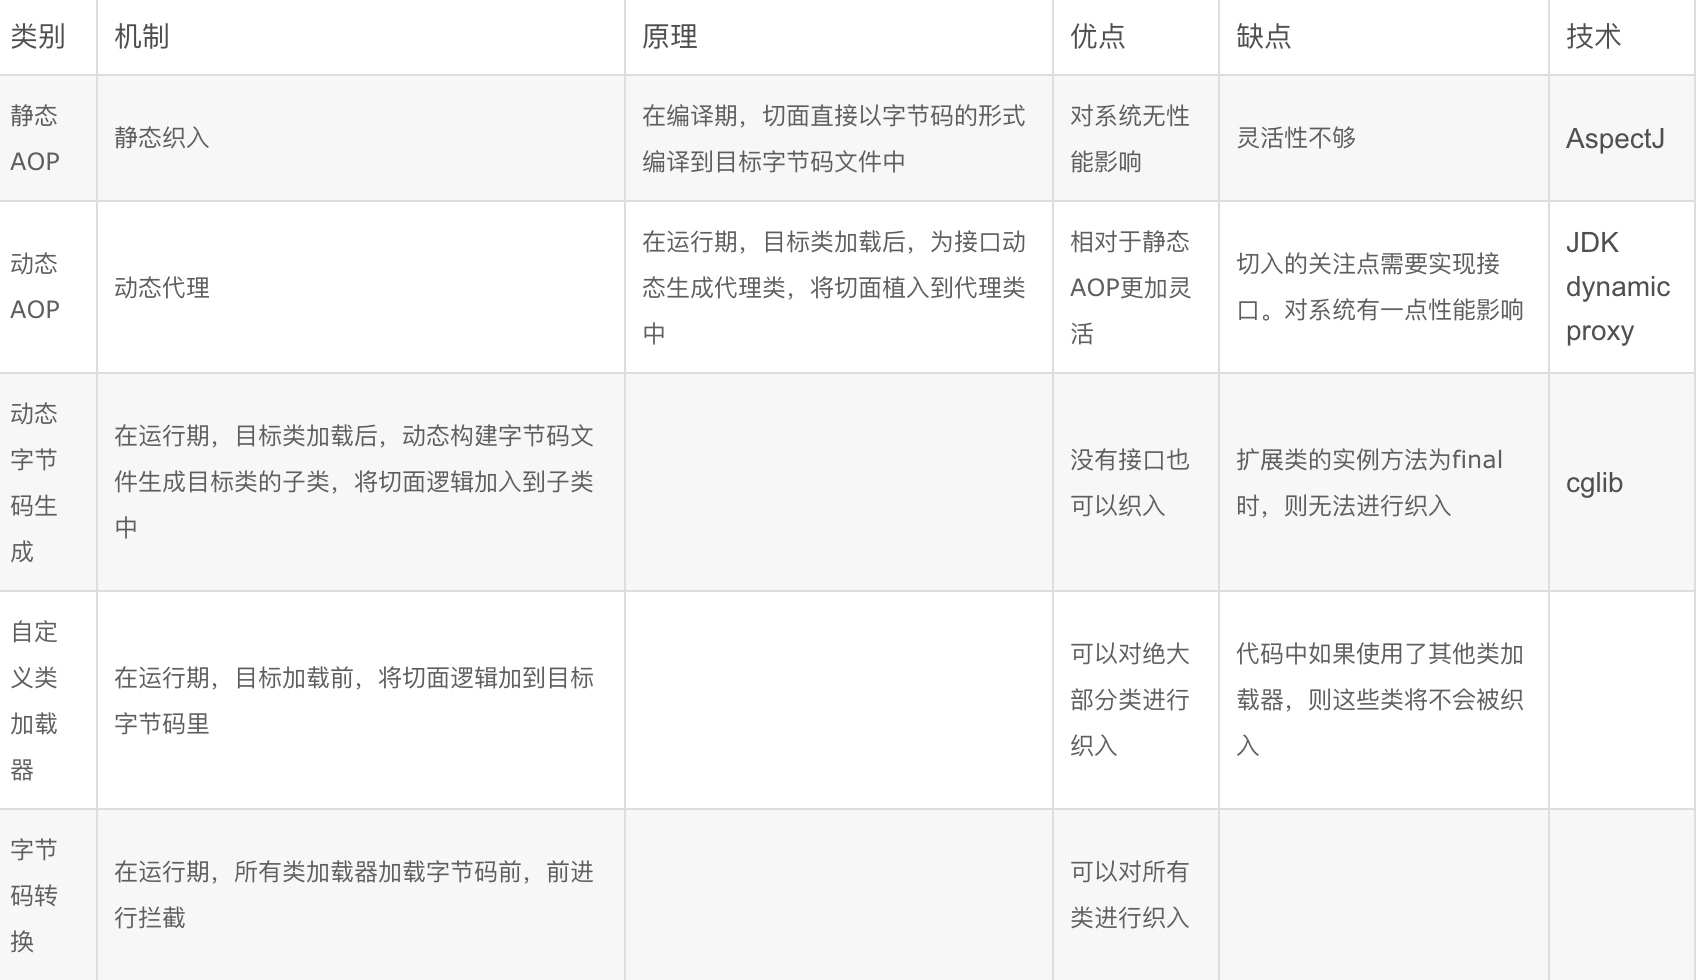 类别
机制
原理
优点
缺点
技术
静态
AOP
静态织入
在编译期，切面直接以字节码的形式
编译到目标字节码文件中
对系统无性
能影响
灵活性不够
AspectJ
动态
AOP
动态代理
在运行期，目标类加载后，为接口动
态生成代理类，将切面植入到代理类
中
相对于静态
AOP更加灵
活
切入的关注点需要实现接
口。对系统有一点性能影响
JDK
dynamic
proxy
动态
字节
码生
成
在运行期，目标类加载后，动态构建字节码文
件生成目标类的子类，将切面逻辑加入到子类
中
没有接口也
可以织入
扩展类的实例方法为final
时，则无法进行织入
cglib
自定
义类
加载
器
在运行期，目标加载前，将切面逻辑加到目标
字节码里
可以对绝大
部分类进行
织入
代码中如果使用了其他类加
载器，则这些类将不会被织
入
字节
码转
换
在运行期，所有类加载器加载字节码前，前进
行拦截
可以对所有
类进行织入